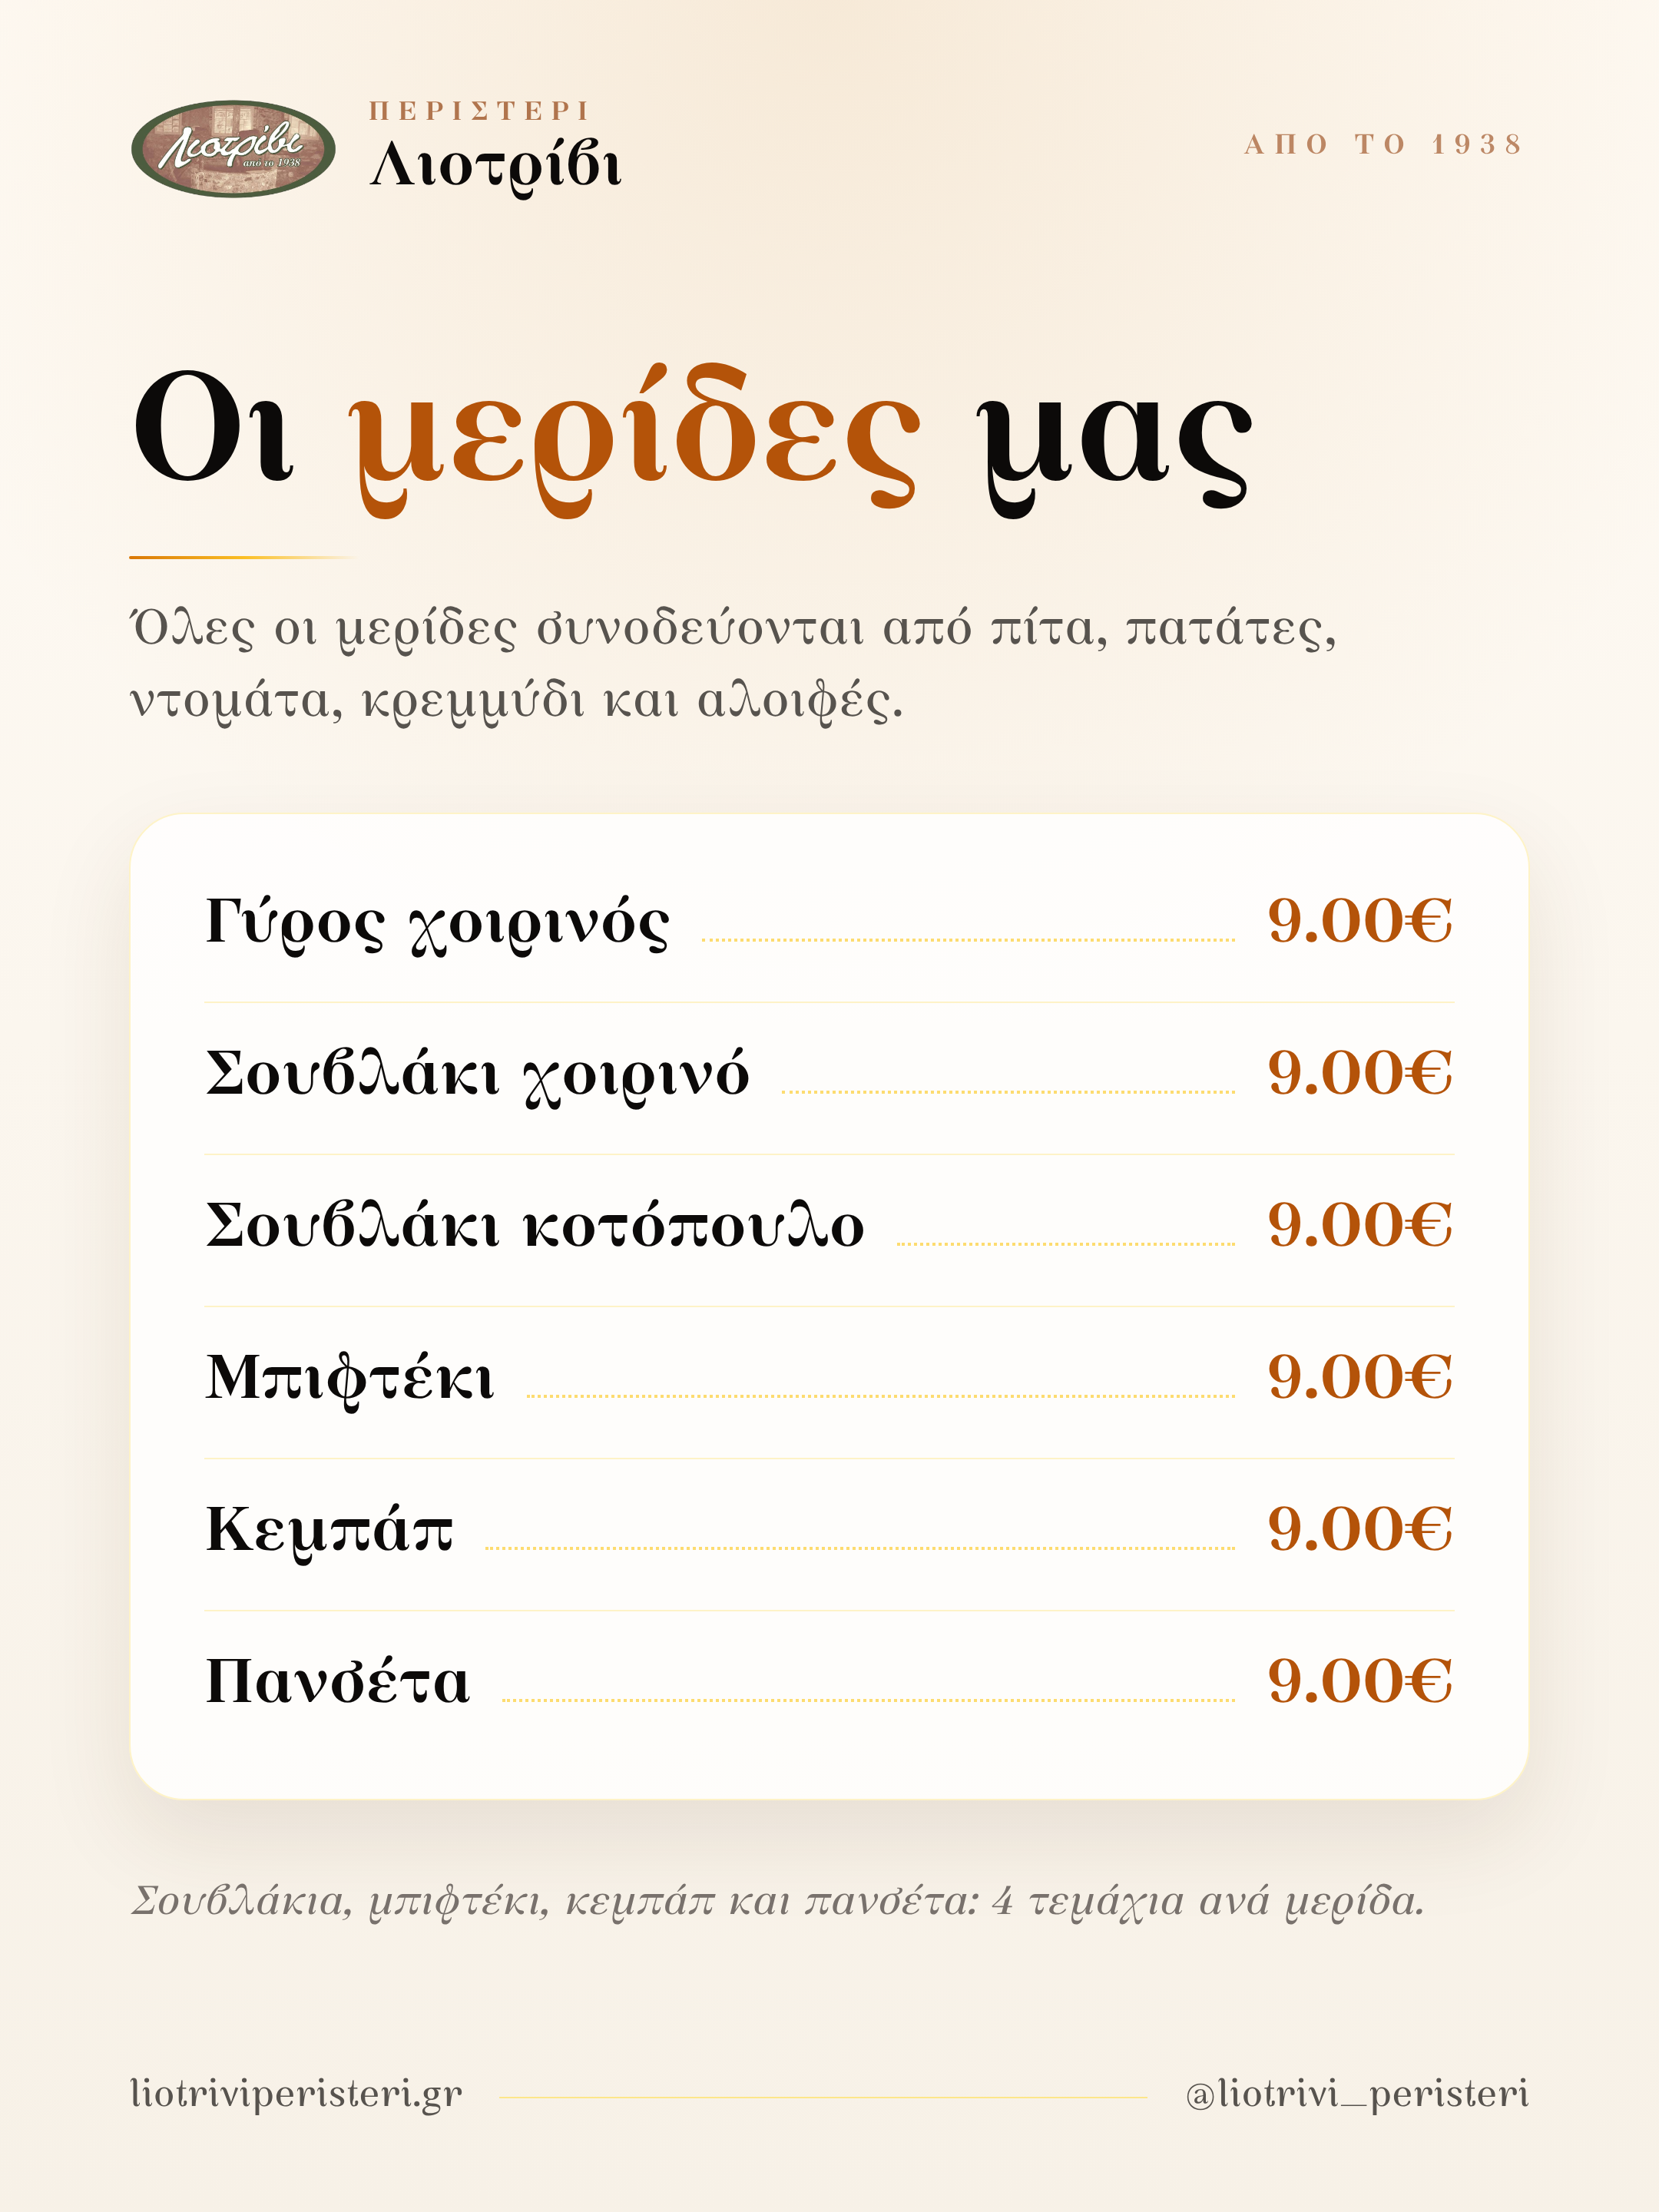 Λιοτρίβι
από το 1938
ΠΕΡΙΣΤΕΡΙ
Λιοτρίβι
ΑΠΟ ΤΟ 1938
Οι μερίδες μας
Όλες οι μερίδες συνοδεύονται από πίτα, πατάτες,
ντομάτα, κρεμμύδι και αλοιφές.
Γύρος χοιρινός 9.00€
Σουβλάκι χοιρινό 9.00€
Σουβλάκι κοτόπουλο 9.00€
Μπιφτέκι 9.00€
Κεμπάπ 9.00€
Πανσέτα 9.00€
Σουβλάκια, μπιφτέκι, κεμπάπ και πανσέτα: 4 τεμάχια ανά μερίδα.
liotriviperisteri.gr
@liotrivi_peristeri